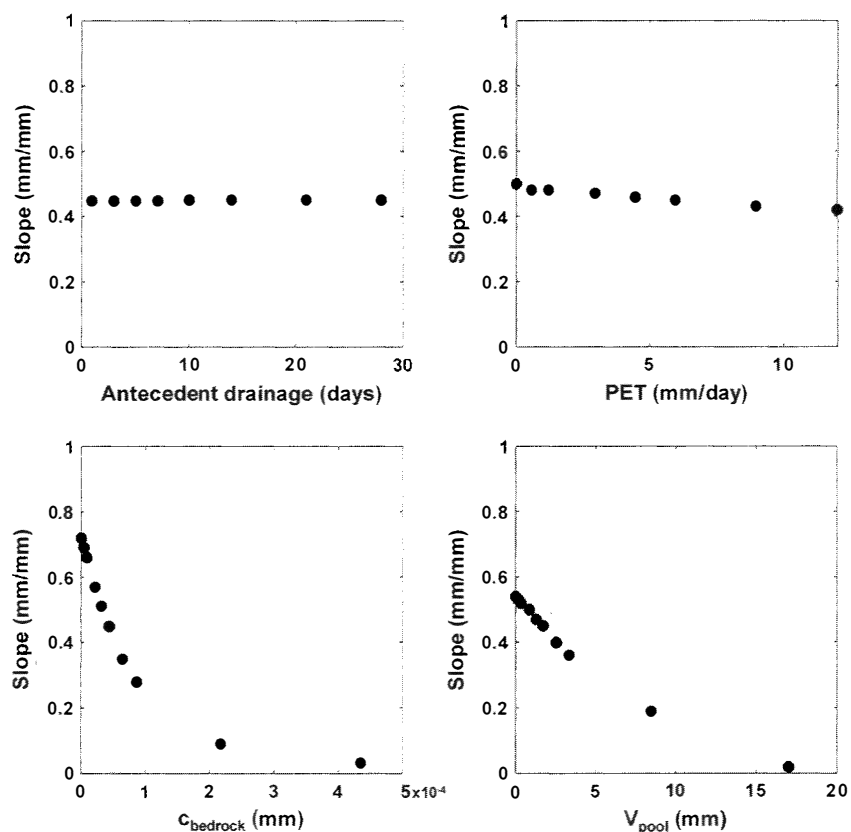 1
0.8
0.6
0.4
0.2
0
Slope (mm/mm)
0 10 20 30
Antecedent drainage (days)
1
0.8
0.6
0.4
0.2
0
Slope (mm/mm)
0 5 10
PET (mm/day)
1
0.8
0.6
0.4
0.2
0
Slope (mm/mm)
0 1 2 3 4 5x10⁻⁴
c_bedrock (mm)
1
0.8
0.6
0.4
0.2
0
Slope (mm/mm)
0 5 10 15 20
V_pool (mm)